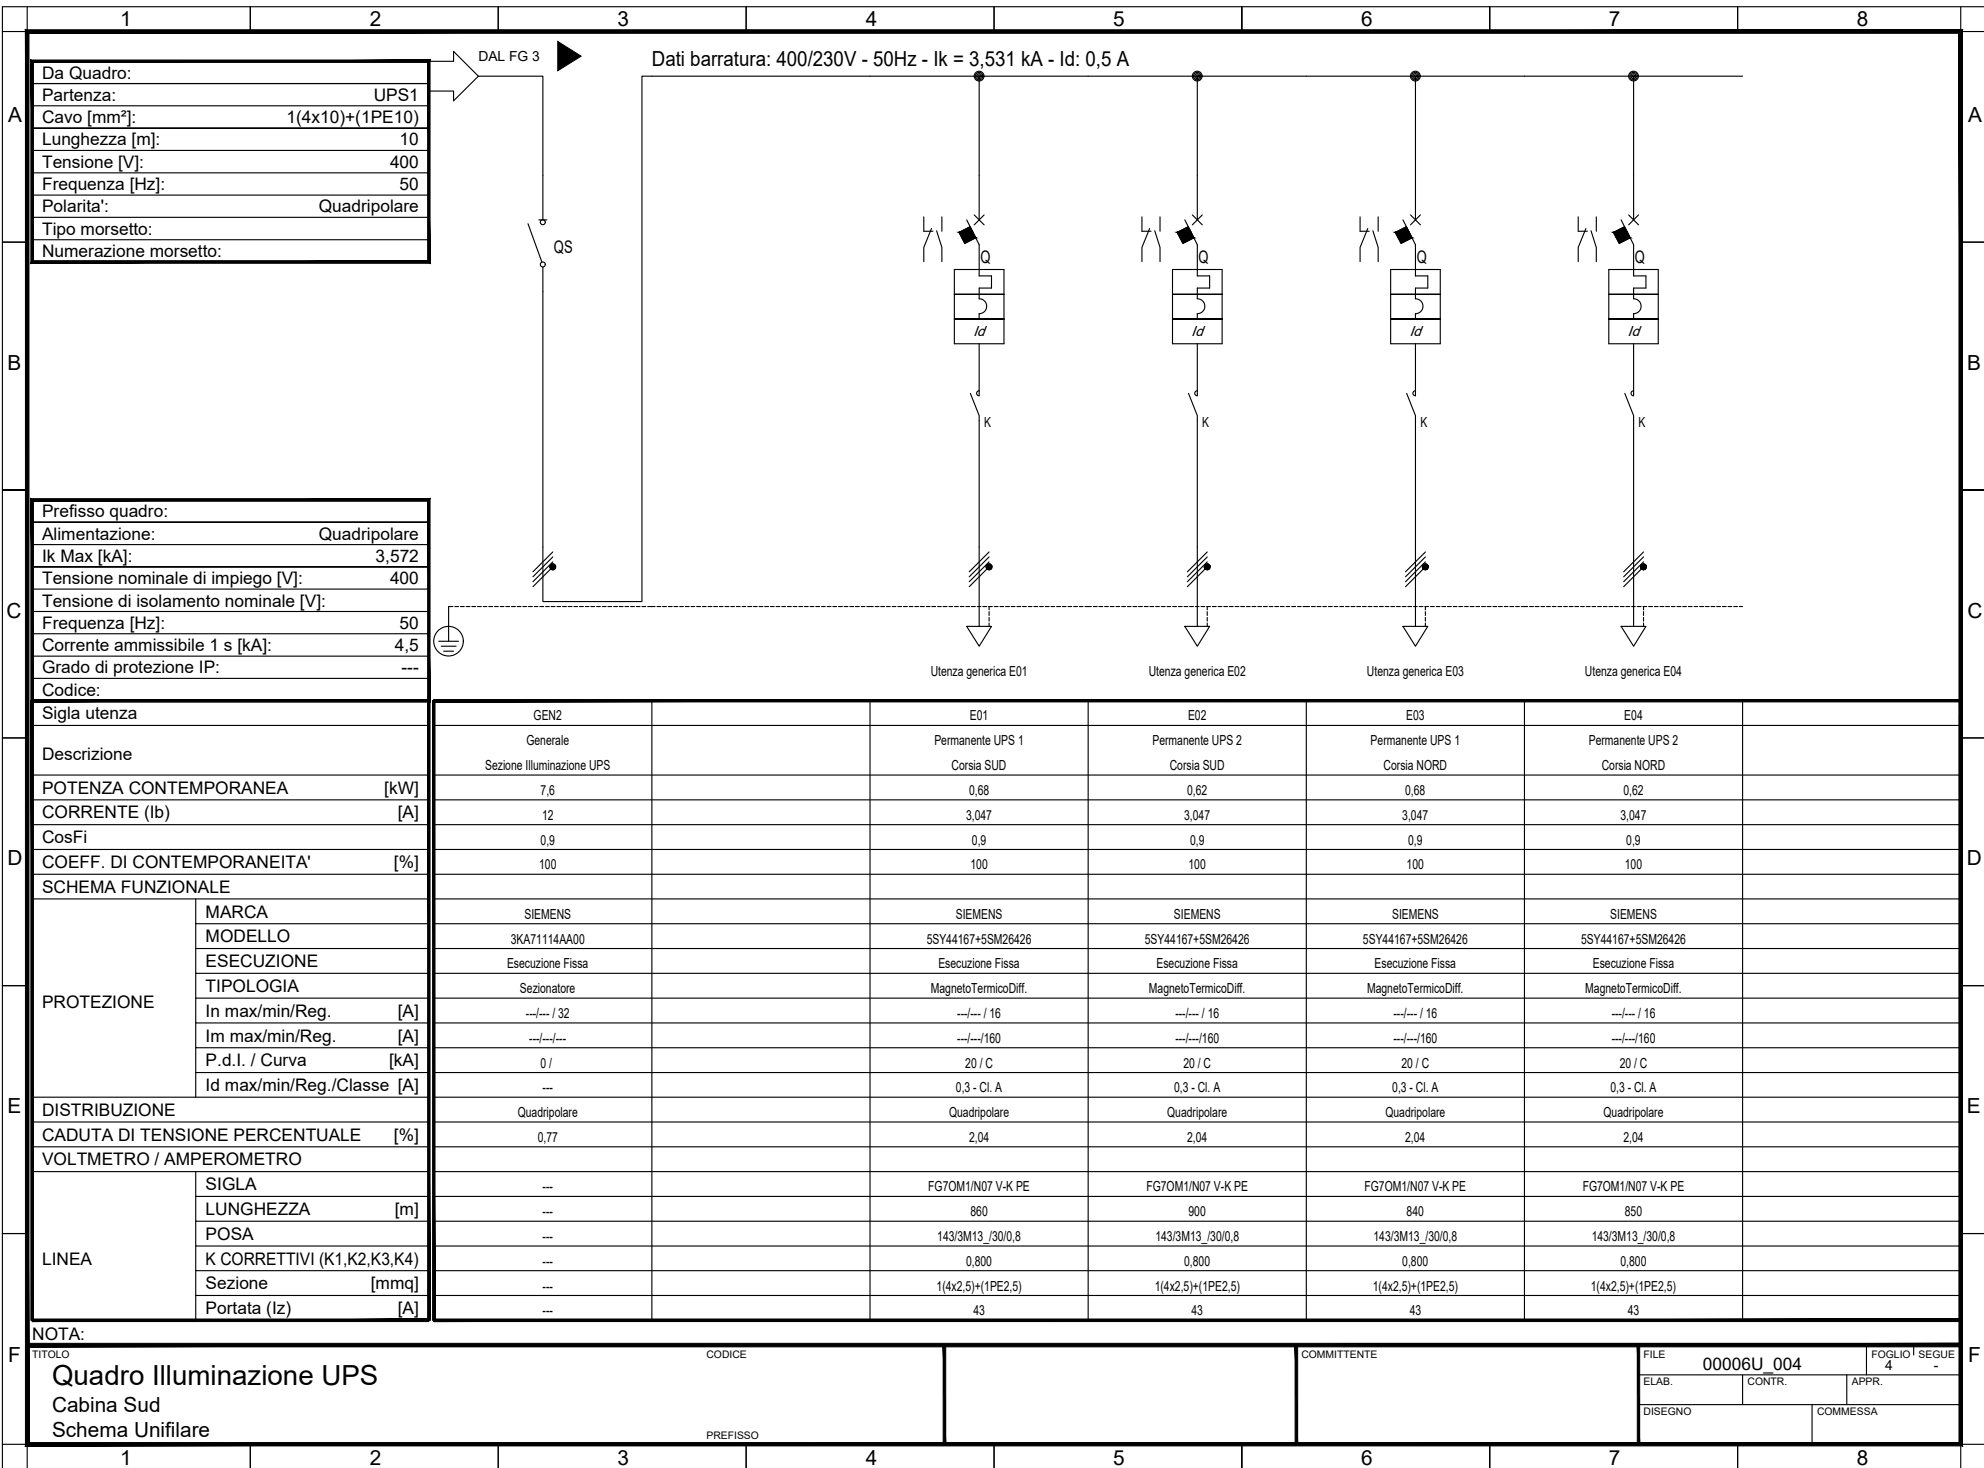 1 2 3 4 5 6 7 8
DAL FG 3
Dati barratura: 400/230V - 50Hz - Ik = 3,531 kA - Id: 0,5 A
Da Quadro:
Partenza: UPS1
Cavo [mm²]: 1(4x10)+(1PE10)
Lunghezza [m]: 10
Tensione [V]: 400
Frequenza [Hz]: 50
Polarita': Quadripolare
Tipo morsetto:
Numerazione morsetto:
A A
QS
Q Q Q Q
Id Id Id Id
B B
K K K K
Prefisso quadro:
Alimentazione: Quadripolare
Ik Max [kA]: 3,572
Tensione nominale di impiego [V]: 400
Tensione di isolamento nominale [V]:
Frequenza [Hz]: 50
Corrente ammissibile 1 s [kA]: 4,5
Grado di protezione IP: ---
Codice:
C C
Utenza generica E01 Utenza generica E02 Utenza generica E03 Utenza generica E04
Sigla utenza GEN2 E01 E02 E03 E04
Descrizione
Generale Permanente UPS 1 Permanente UPS 2 Permanente UPS 1 Permanente UPS 2
Sezione Illuminazione UPS Corsia SUD Corsia SUD Corsia NORD Corsia NORD
POTENZA CONTEMPORANEA [kW] 7,6 0,68 0,62 0,68 0,62
CORRENTE (Ib) [A] 12 3,047 3,047 3,047 3,047
CosFi 0,9 0,9 0,9 0,9 0,9
D D
COEFF. DI CONTEMPORANEITA' [%] 100 100 100 100 100
SCHEMA FUNZIONALE
PROTEZIONE
MARCA SIEMENS SIEMENS SIEMENS SIEMENS SIEMENS
MODELLO 3KA71114AA00 5SY44167+5SM26426 5SY44167+5SM26426 5SY44167+5SM26426 5SY44167+5SM26426
ESECUZIONE Esecuzione Fissa Esecuzione Fissa Esecuzione Fissa Esecuzione Fissa Esecuzione Fissa
TIPOLOGIA Sezionatore MagnetoTermicoDiff. MagnetoTermicoDiff. MagnetoTermicoDiff. MagnetoTermicoDiff.
In max/min/Reg. [A] ---/--- / 32 ---/--- / 16 ---/--- / 16 ---/--- / 16 ---/--- / 16
Im max/min/Reg. [A] ---/---/--- ---/---/160 ---/---/160 ---/---/160 ---/---/160
P.d.I. / Curva [kA] 0 / 20 / C 20 / C 20 / C 20 / C
Id max/min/Reg./Classe [A] --- 0,3 - Cl. A 0,3 - Cl. A 0,3 - Cl. A 0,3 - Cl. A
E E
DISTRIBUZIONE Quadripolare Quadripolare Quadripolare Quadripolare Quadripolare
CADUTA DI TENSIONE PERCENTUALE [%] 0,77 2,04 2,04 2,04 2,04
VOLTMETRO / AMPEROMETRO
LINEA
SIGLA --- FG7OM1/N07 V-K PE FG7OM1/N07 V-K PE FG7OM1/N07 V-K PE FG7OM1/N07 V-K PE
LUNGHEZZA [m] --- 860 900 840 850
POSA --- 143/3M13_/30/0,8 143/3M13_/30/0,8 143/3M13_/30/0,8 143/3M13_/30/0,8
K CORRETTIVI (K1,K2,K3,K4) --- 0,800 0,800 0,800 0,800
Sezione [mmq] --- 1(4x2,5)+(1PE2,5) 1(4x2,5)+(1PE2,5) 1(4x2,5)+(1PE2,5) 1(4x2,5)+(1PE2,5)
Portata (Iz) [A] --- 43 43 43 43
NOTA:
F F
TITOLO CODICE COMMITTENTE FILE FOGLIO SEGUE
Quadro Illuminazione UPS 00006U_004 4 -
Cabina Sud ELAB. CONTR. APPR.
Schema Unifilare DISEGNO COMMESSA
PREFISSO
1 2 3 4 5 6 7 8